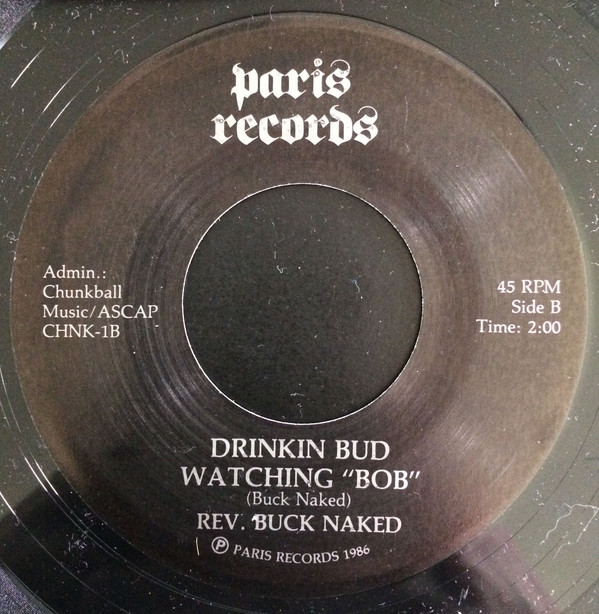 paris
records
Admin.:
Chunkball
Music/ASCAP
CHNK-1B
45 RPM
Side B
Time: 2:00
DRINKIN BUD
WATCHING "BOB"
(Buck Naked)
REV. BUCK NAKED
Ⓟ PARIS RECORDS 1986